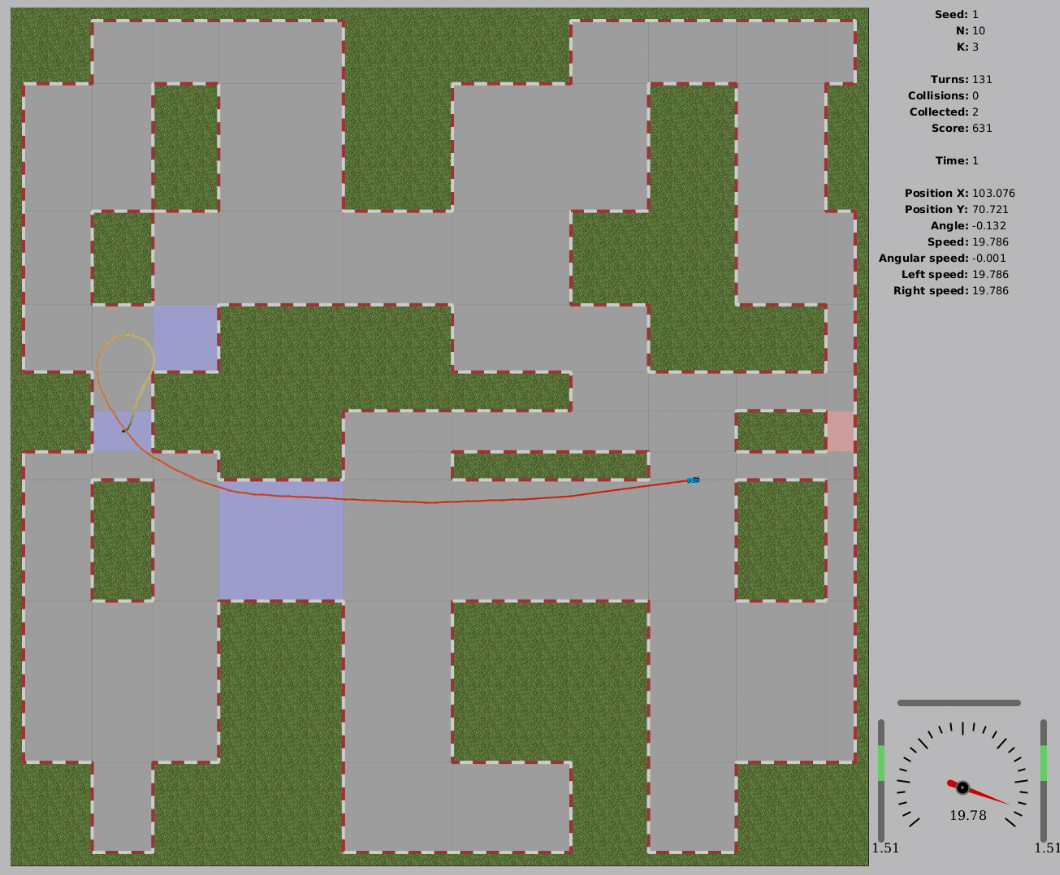 Seed: 1
N: 10
K: 3
Turns: 131
Collisions: 0
Collected: 2
Score: 631
Time: 1
Position X: 103.076
Position Y: 70.721
Angle: -0.132
Speed: 19.786
Angular speed: -0.001
Left speed: 19.786
Right speed: 19.786
19.78
1.51
1.51